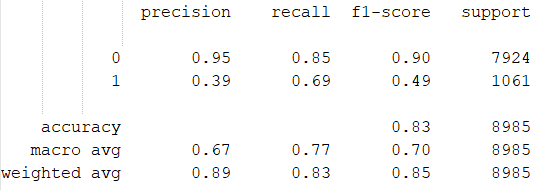 precision recall f1-score support
0 0.95 0.85 0.90 7924
1 0.39 0.69 0.49 1061
accuracy 0.83 8985
macro avg 0.67 0.77 0.70 8985
weighted avg 0.89 0.83 0.85 8985